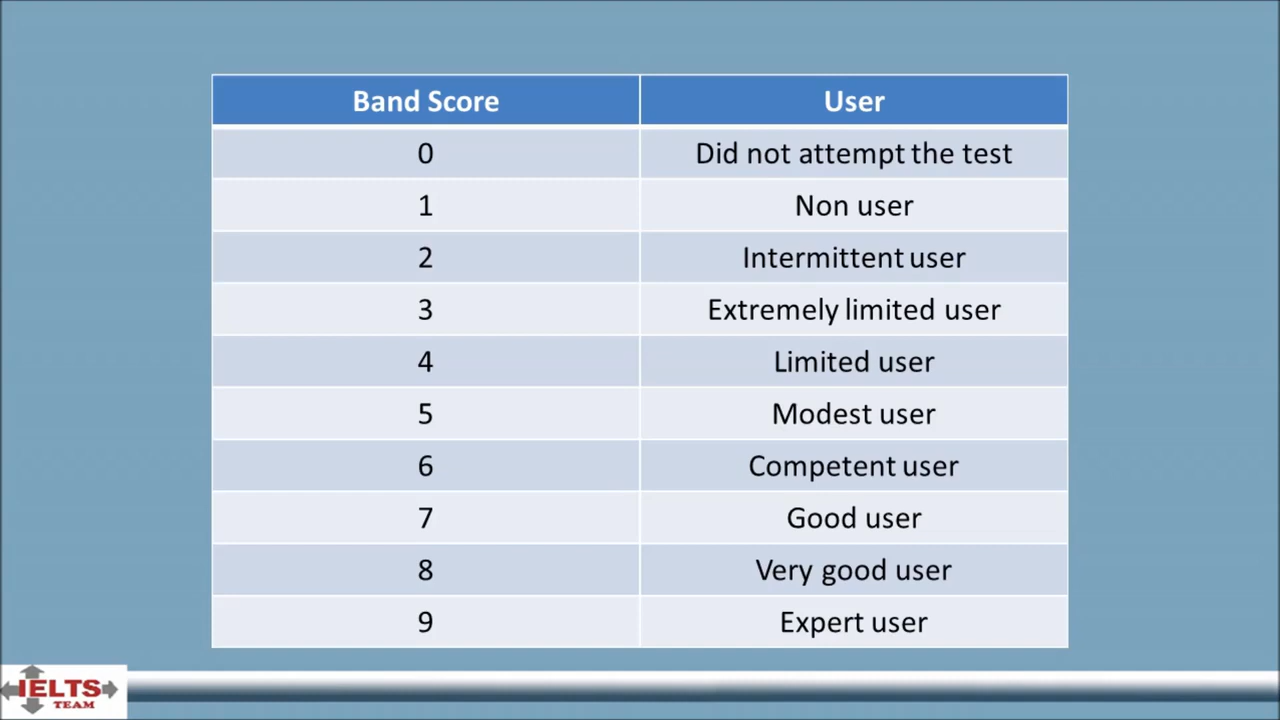 Band Score User
0 Did not attempt the test
1 Non user
2 Intermittent user
3 Extremely limited user
4 Limited user
5 Modest user
6 Competent user
7 Good user
8 Very good user
9 Expert user
IELTS
TEAM